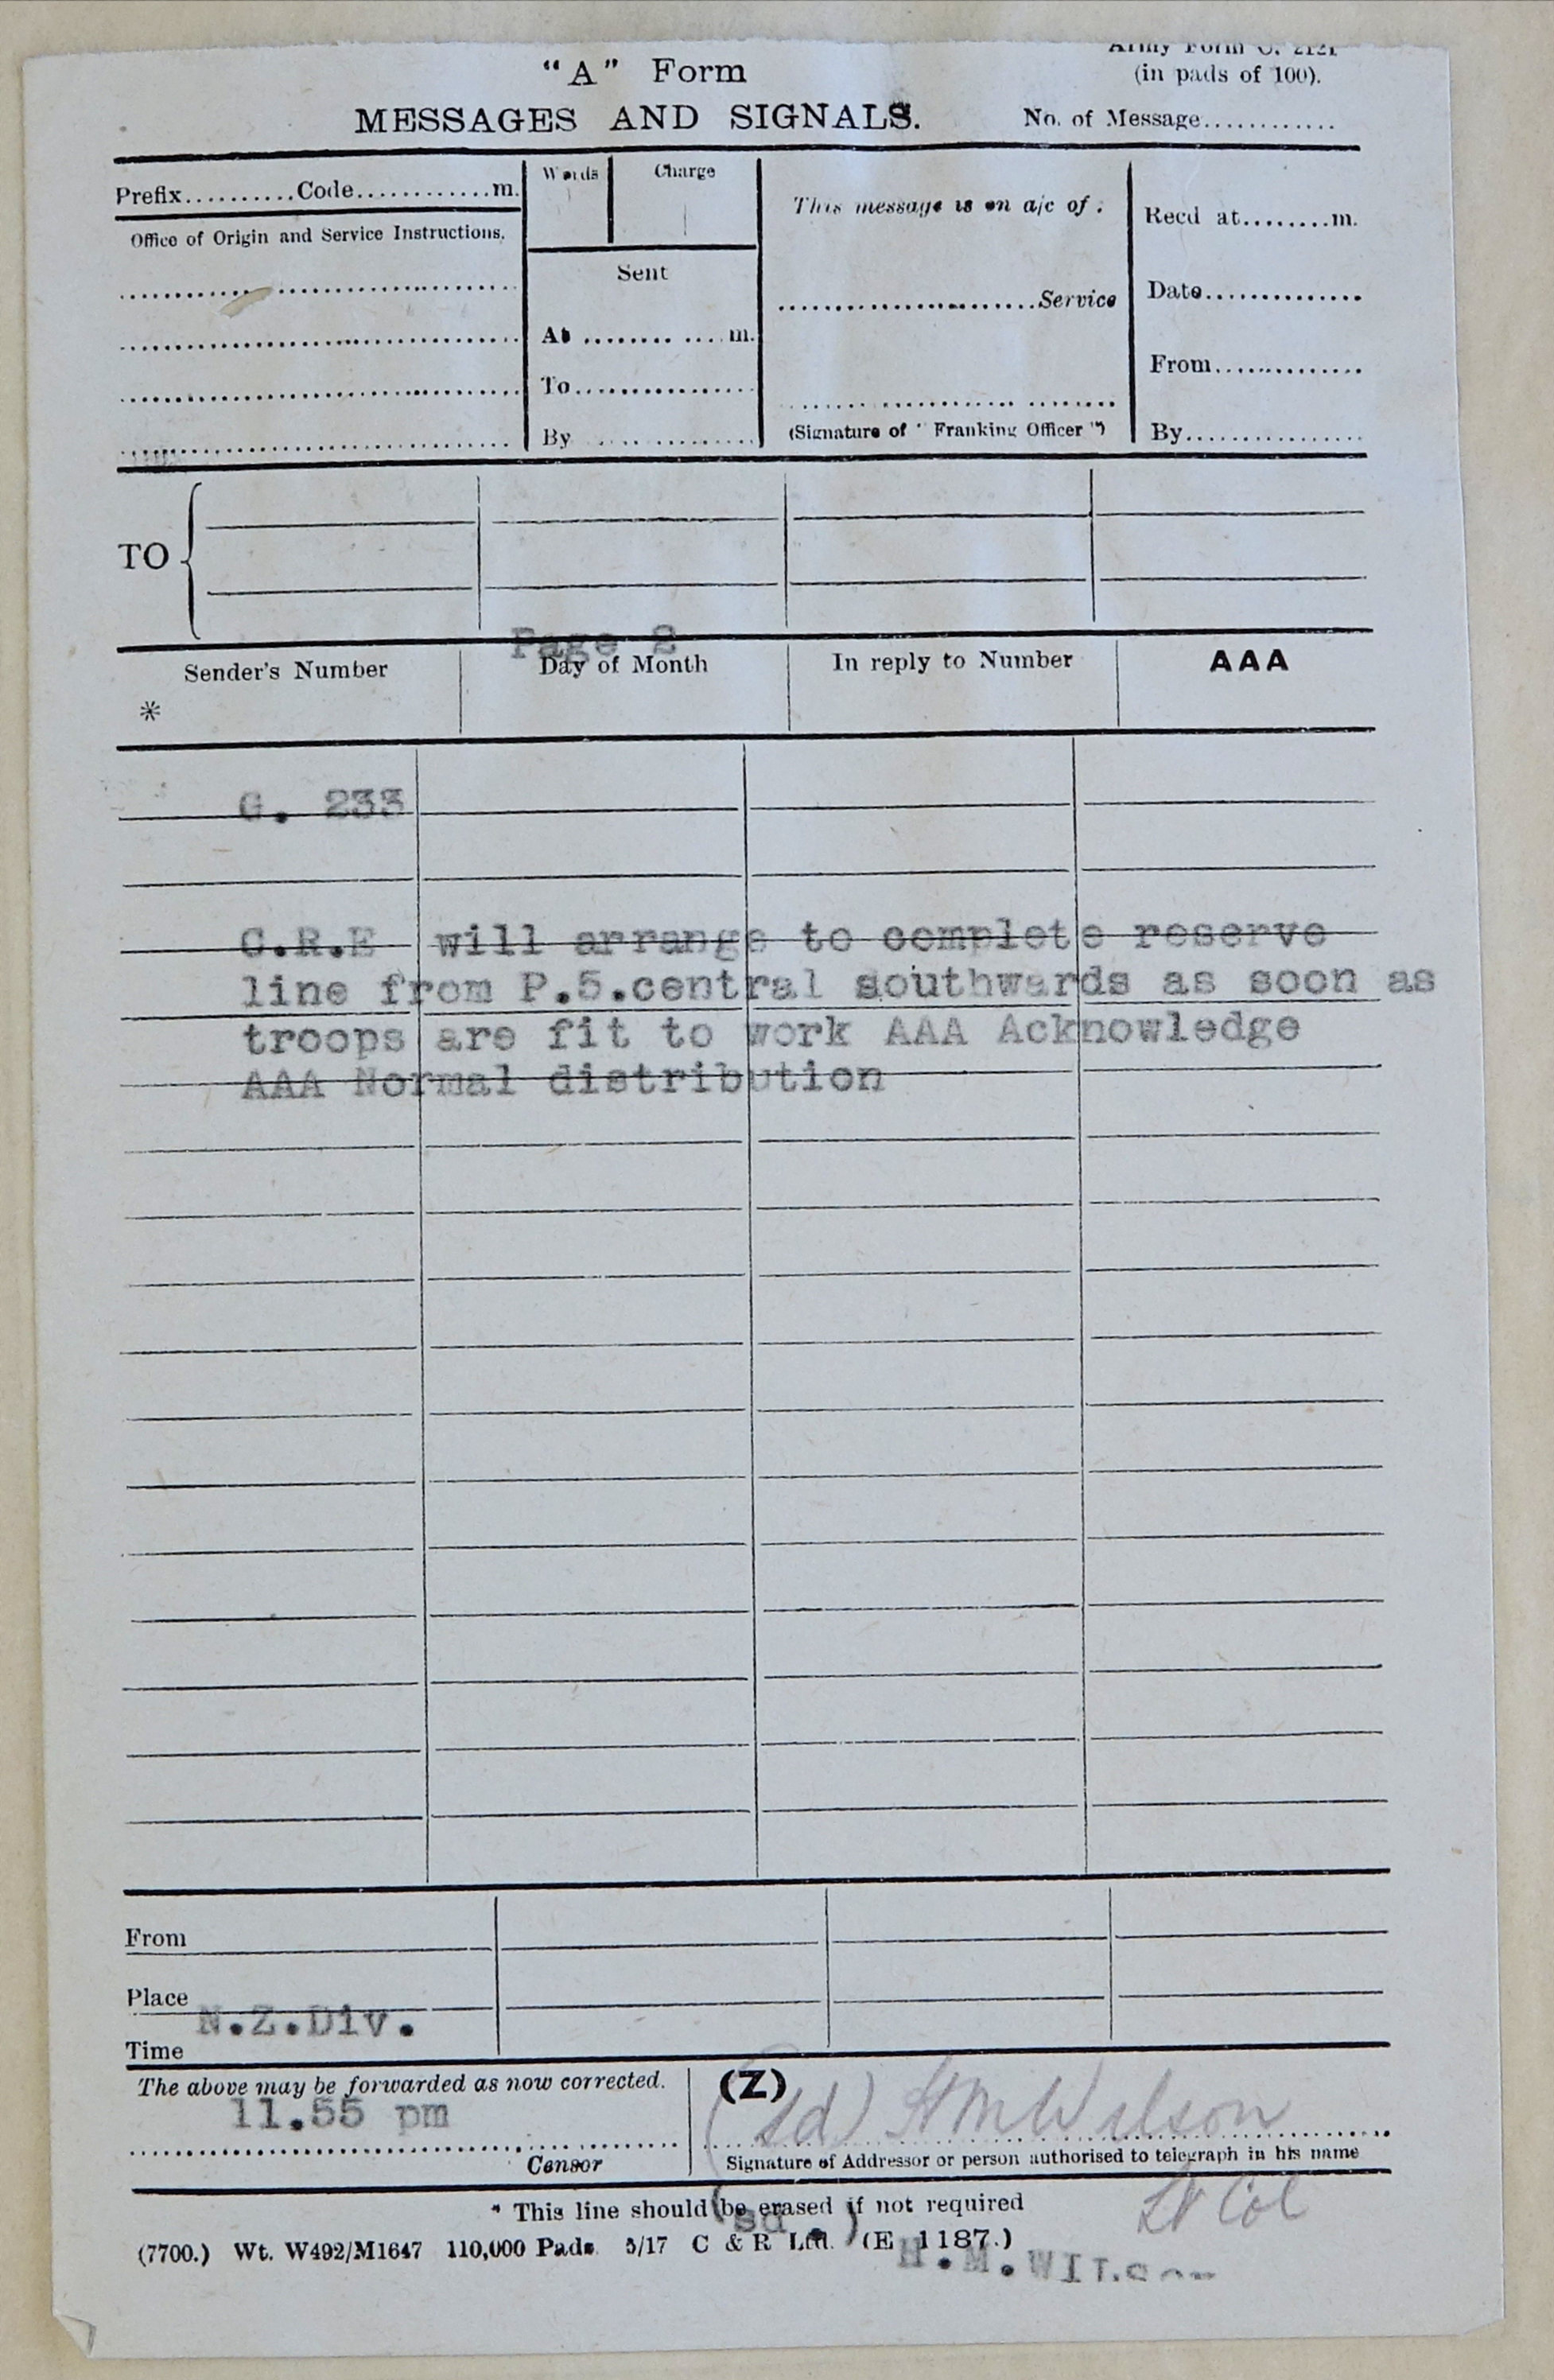 "A" Form
Army Form C. 2121
(in pads of 100).
MESSAGES AND SIGNALS.
No. of Message............
Prefix..........Code............m.
Words
Charge
This message is on a/c of :
Recd at........m.
Office of Origin and Service Instructions.
Sent
..............................Service
Date...............
At ............m.
To................
From..............
By ................
(Signature of "Franking Officer")
By.................
TO
Page 2
Sender's Number
Day of Month
In reply to Number
AAA
*
G. 233
C.R.E will arrange to complete reserve
line from P.5.central southwards as soon as
troops are fit to work AAA Acknowledge
AAA Normal distribution
From
Place
N.Z.Div.
Time
The above may be forwarded as now corrected.
(Z)
11.55 pm
(Sd) HMWilson
Censor
Signature of Addressor or person authorised to telegraph in his name
Lt Col
* This line should be erased if not required
(sd.)
(7700.) Wt. W492/M1647 110,000 Pads 5/17 C & R Ltd. (E 1187.)
H.M.WILson